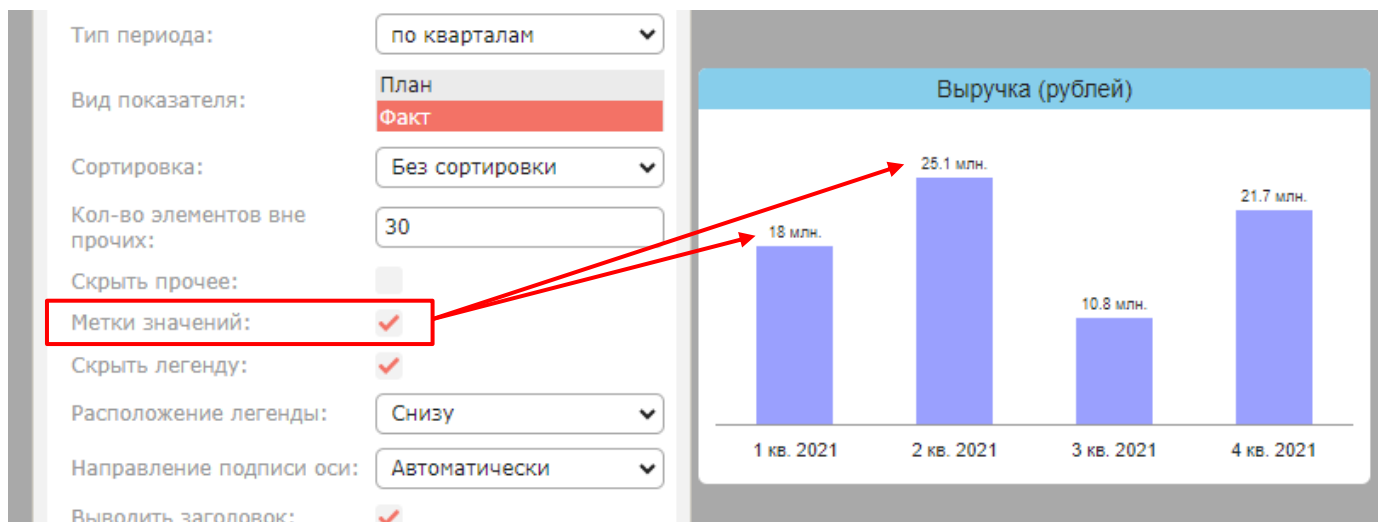 Тип периода:
по кварталам
Вид показателя:
План
Факт
Сортировка:
Без сортировки
Кол-во элементов вне
прочих:
30
Скрыть прочее:
Метки значений:
Скрыть легенду:
Расположение легенды:
Снизу
Направление подписи оси:
Автоматически
Выводить заголовок:
Выручка (рублей)
18 млн.
25.1 млн.
10.8 млн.
21.7 млн.
1 кв. 2021
2 кв. 2021
3 кв. 2021
4 кв. 2021